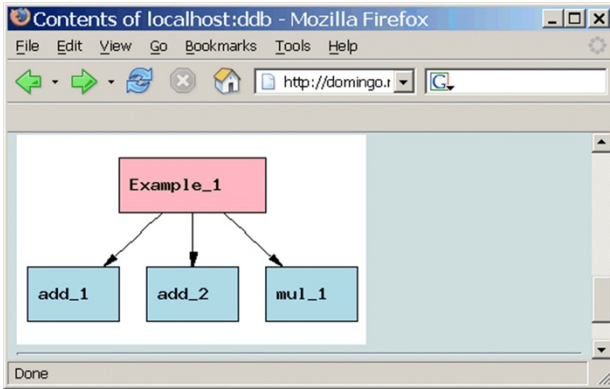 Contents of localhost:ddb - Mozilla Firefox
File Edit View Go Bookmarks Tools Help
http://domingo.r
G
Example_1
add_1 add_2 mul_1
Done